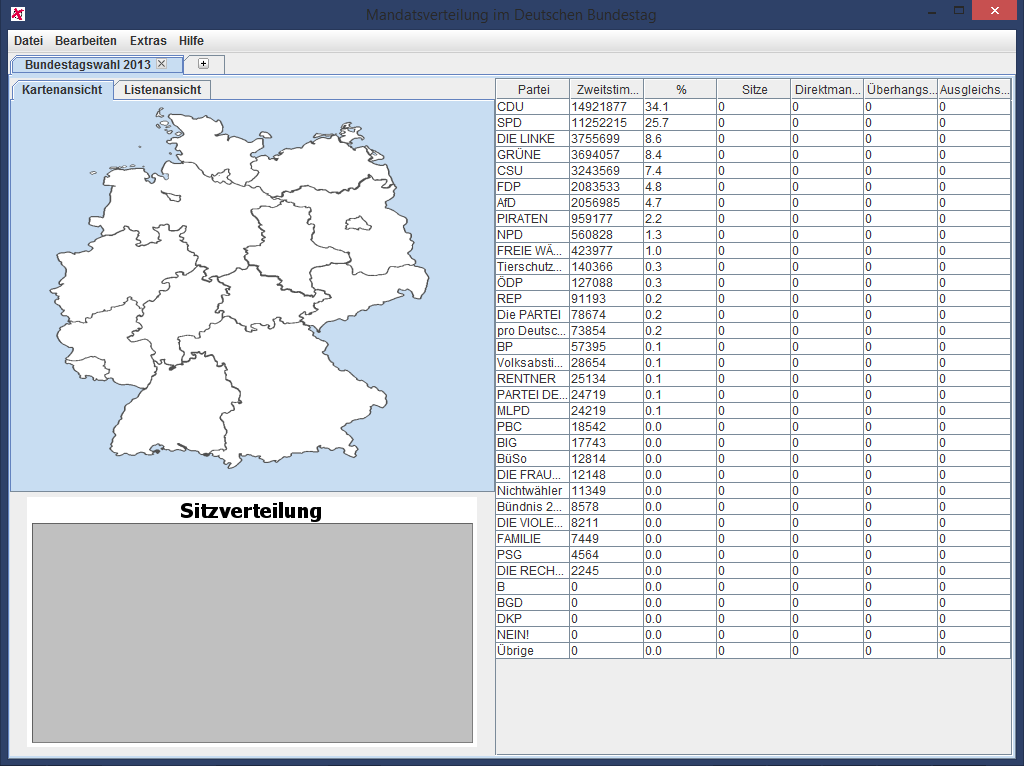 Mandatsverteilung im Deutschen Bundestag
Datei Bearbeiten Extras Hilfe
Bundestagswahl 2013
Kartenansicht Listenansicht
Sitzverteilung
Partei Zweitstim... % Sitze Direktman... Überhangs... Ausgleichs...
CDU 14921877 34.1 0 0 0 0
SPD 11252215 25.7 0 0 0 0
DIE LINKE 3755699 8.6 0 0 0 0
GRÜNE 3694057 8.4 0 0 0 0
CSU 3243569 7.4 0 0 0 0
FDP 2083533 4.8 0 0 0 0
AfD 2056985 4.7 0 0 0 0
PIRATEN 959177 2.2 0 0 0 0
NPD 560828 1.3 0 0 0 0
FREIE WÄ... 423977 1.0 0 0 0 0
Tierschutz... 140366 0.3 0 0 0 0
ÖDP 127088 0.3 0 0 0 0
REP 91193 0.2 0 0 0 0
Die PARTEI 78674 0.2 0 0 0 0
pro Deutsc... 73854 0.2 0 0 0 0
BP 57395 0.1 0 0 0 0
Volksabsti... 28654 0.1 0 0 0 0
RENTNER 25134 0.1 0 0 0 0
PARTEI DE... 24719 0.1 0 0 0 0
MLPD 24219 0.1 0 0 0 0
PBC 18542 0.0 0 0 0 0
BIG 17743 0.0 0 0 0 0
BüSo 12814 0.0 0 0 0 0
DIE FRAU... 12148 0.0 0 0 0 0
Nichtwähler 11349 0.0 0 0 0 0
Bündnis 2... 8578 0.0 0 0 0 0
DIE VIOLE... 8211 0.0 0 0 0 0
FAMILIE 7449 0.0 0 0 0 0
PSG 4564 0.0 0 0 0 0
DIE RECH... 2245 0.0 0 0 0 0
B 0 0.0 0 0 0 0
BGD 0 0.0 0 0 0 0
DKP 0 0.0 0 0 0 0
NEIN! 0 0.0 0 0 0 0
Übrige 0 0.0 0 0 0 0